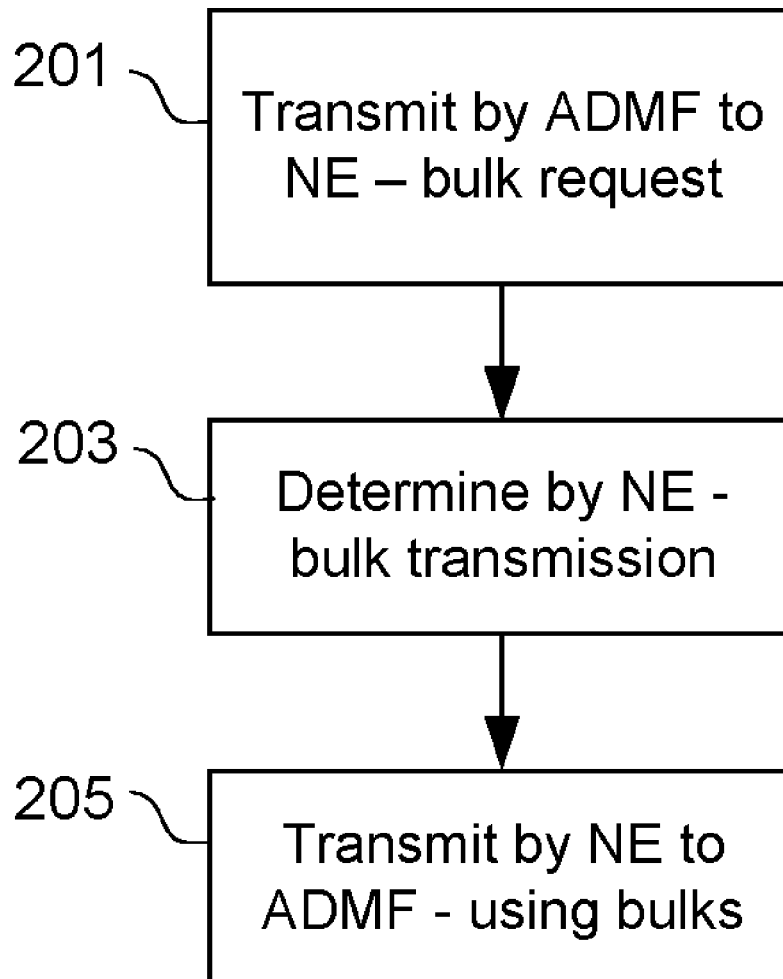 201
Transmit by ADMF to
NE – bulk request
203
Determine by NE -
bulk transmission
205
Transmit by NE to
ADMF - using bulks